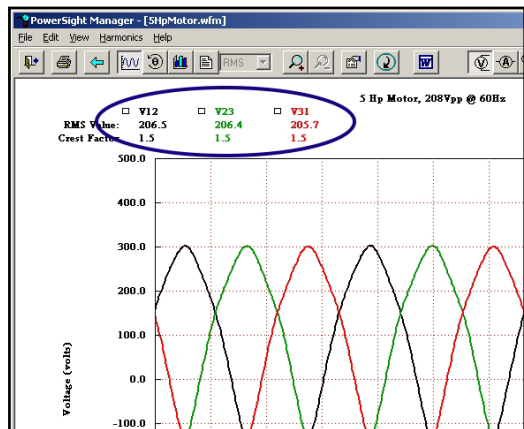 PowerSight Manager - [5HpMotor.wfm]
File Edit View Harmonics Help
RMS
5 Hp Motor, 208Vpp @ 60Hz
V12 V23 V31
RMS Value: 206.5 206.4 205.7
Crest Factor 1.5 1.5 1.5
500.0
400.0
300.0
200.0
100.0
0.0
-100.0
Voltage (volts)